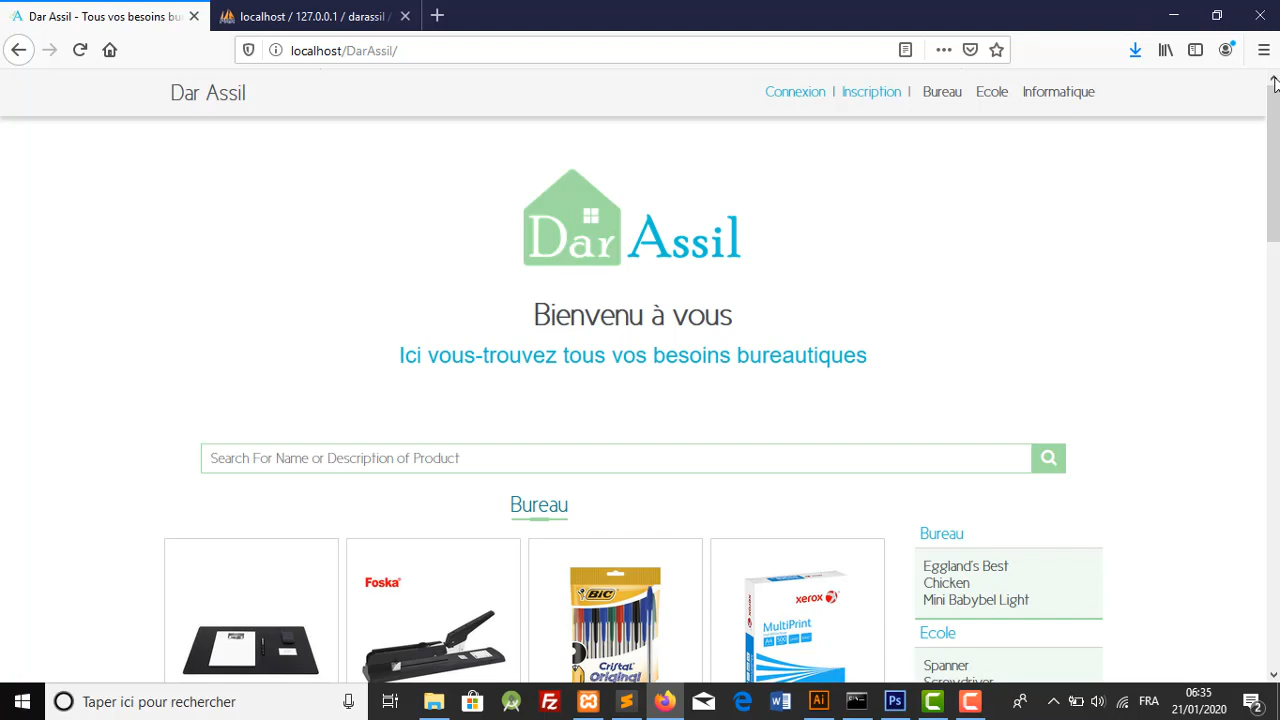 Dar Assil - Tous vos besoins bur
localhost / 127.0.0.1 / darassil /
localhost/DarAssil/
Dar Assil
Connexion | Inscription | Bureau Ecole Informatique
Dar Assil
Bienvenu à vous
Ici vous-trouvez tous vos besoins bureautiques
Search For Name or Description of Product
Bureau
Bureau
Eggland's Best
Chicken
Mini Babybel Light
Ecole
Spanner
Screwdriver
Foska
BIC
Cristal
Original
xerox
MultiPrint
Taper ici pour rechercher
FRA
06:35
21/01/2020
2